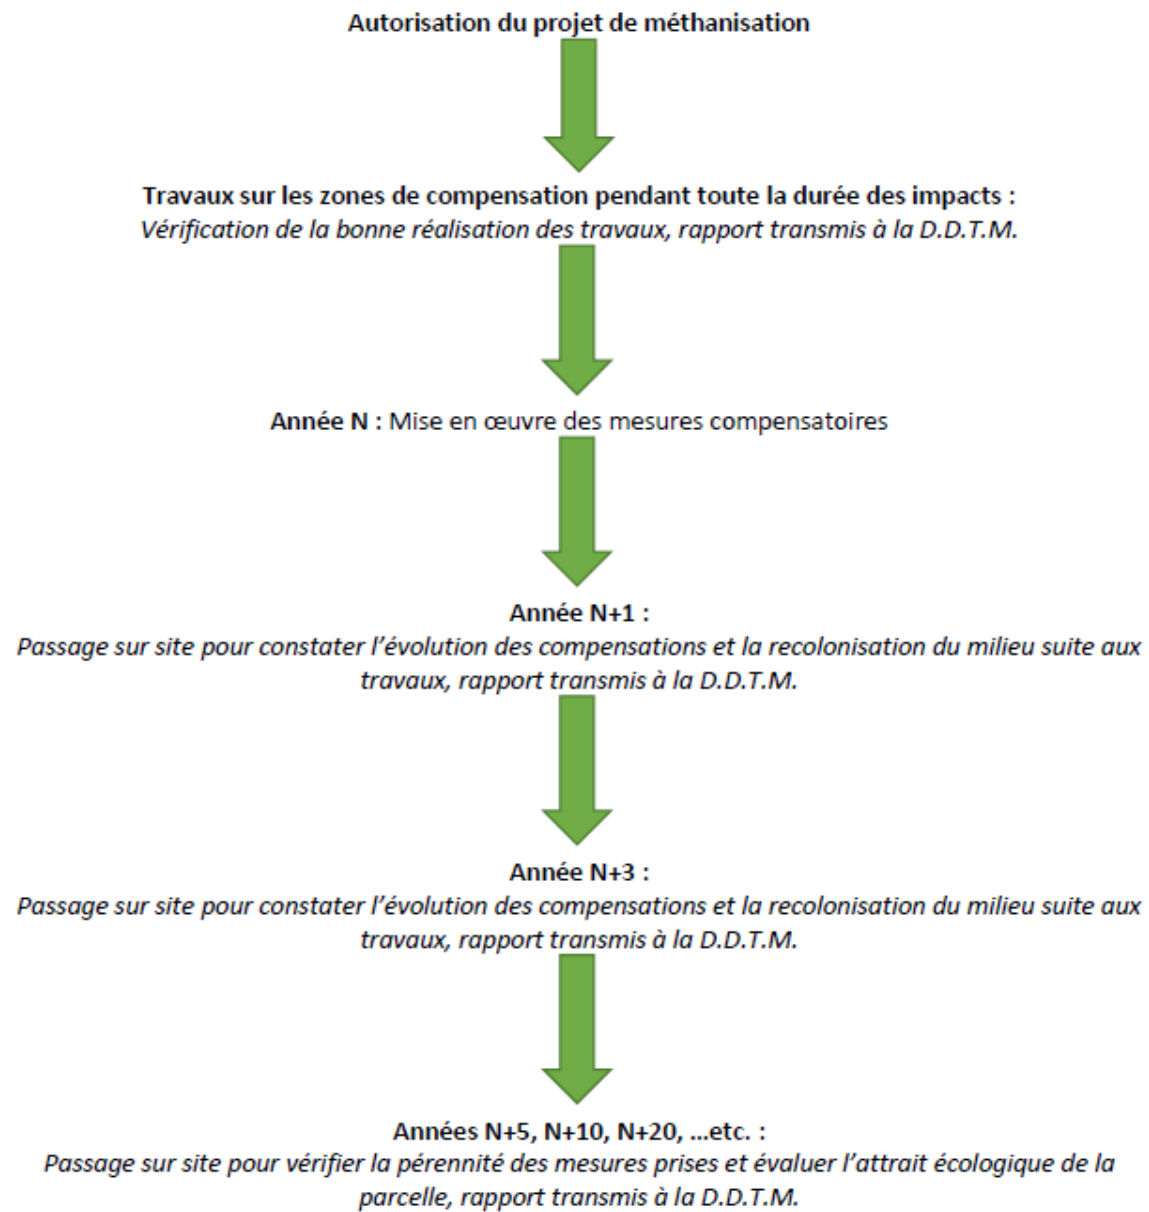 Autorisation du projet de méthanisation
Travaux sur les zones de compensation pendant toute la durée des impacts :
Vérification de la bonne réalisation des travaux, rapport transmis à la D.D.T.M.
Année N : Mise en œuvre des mesures compensatoires
Année N+1 :
Passage sur site pour constater l’évolution des compensations et la recolonisation du milieu suite aux
travaux, rapport transmis à la D.D.T.M.
Année N+3 :
Passage sur site pour constater l’évolution des compensations et la recolonisation du milieu suite aux
travaux, rapport transmis à la D.D.T.M.
Années N+5, N+10, N+20, …etc. :
Passage sur site pour vérifier la pérennité des mesures prises et évaluer l’attrait écologique de la
parcelle, rapport transmis à la D.D.T.M.